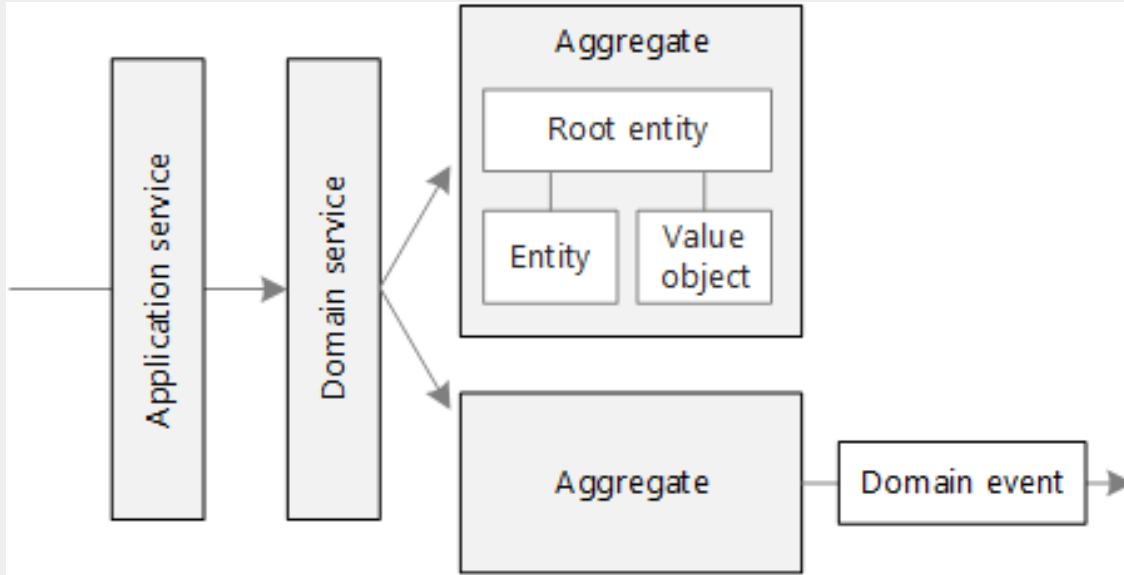 Application service
Domain service
Aggregate
Root entity
Entity
Value
object
Aggregate
Domain event